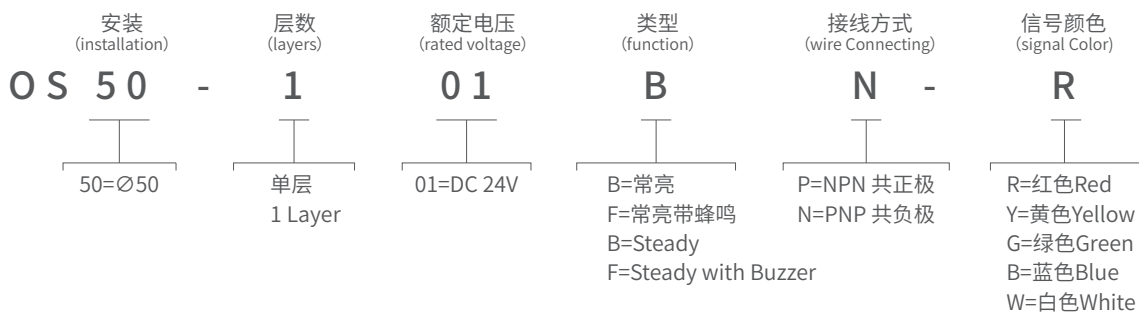 安装 层数 额定电压 类型 接线方式 信号颜色
(installation) (layers) (rated voltage) (function) (wire Connecting) (signal Color)
OS 50 - 1 01 B N - R
50=∅50 单层 01=DC 24V B=常亮 P=NPN 共正极 R=红色Red
1 Layer F=常亮带蜂鸣 N=PNP 共负极 Y=黄色Yellow
B=Steady G=绿色Green
F=Steady with Buzzer B=蓝色Blue
W=白色White